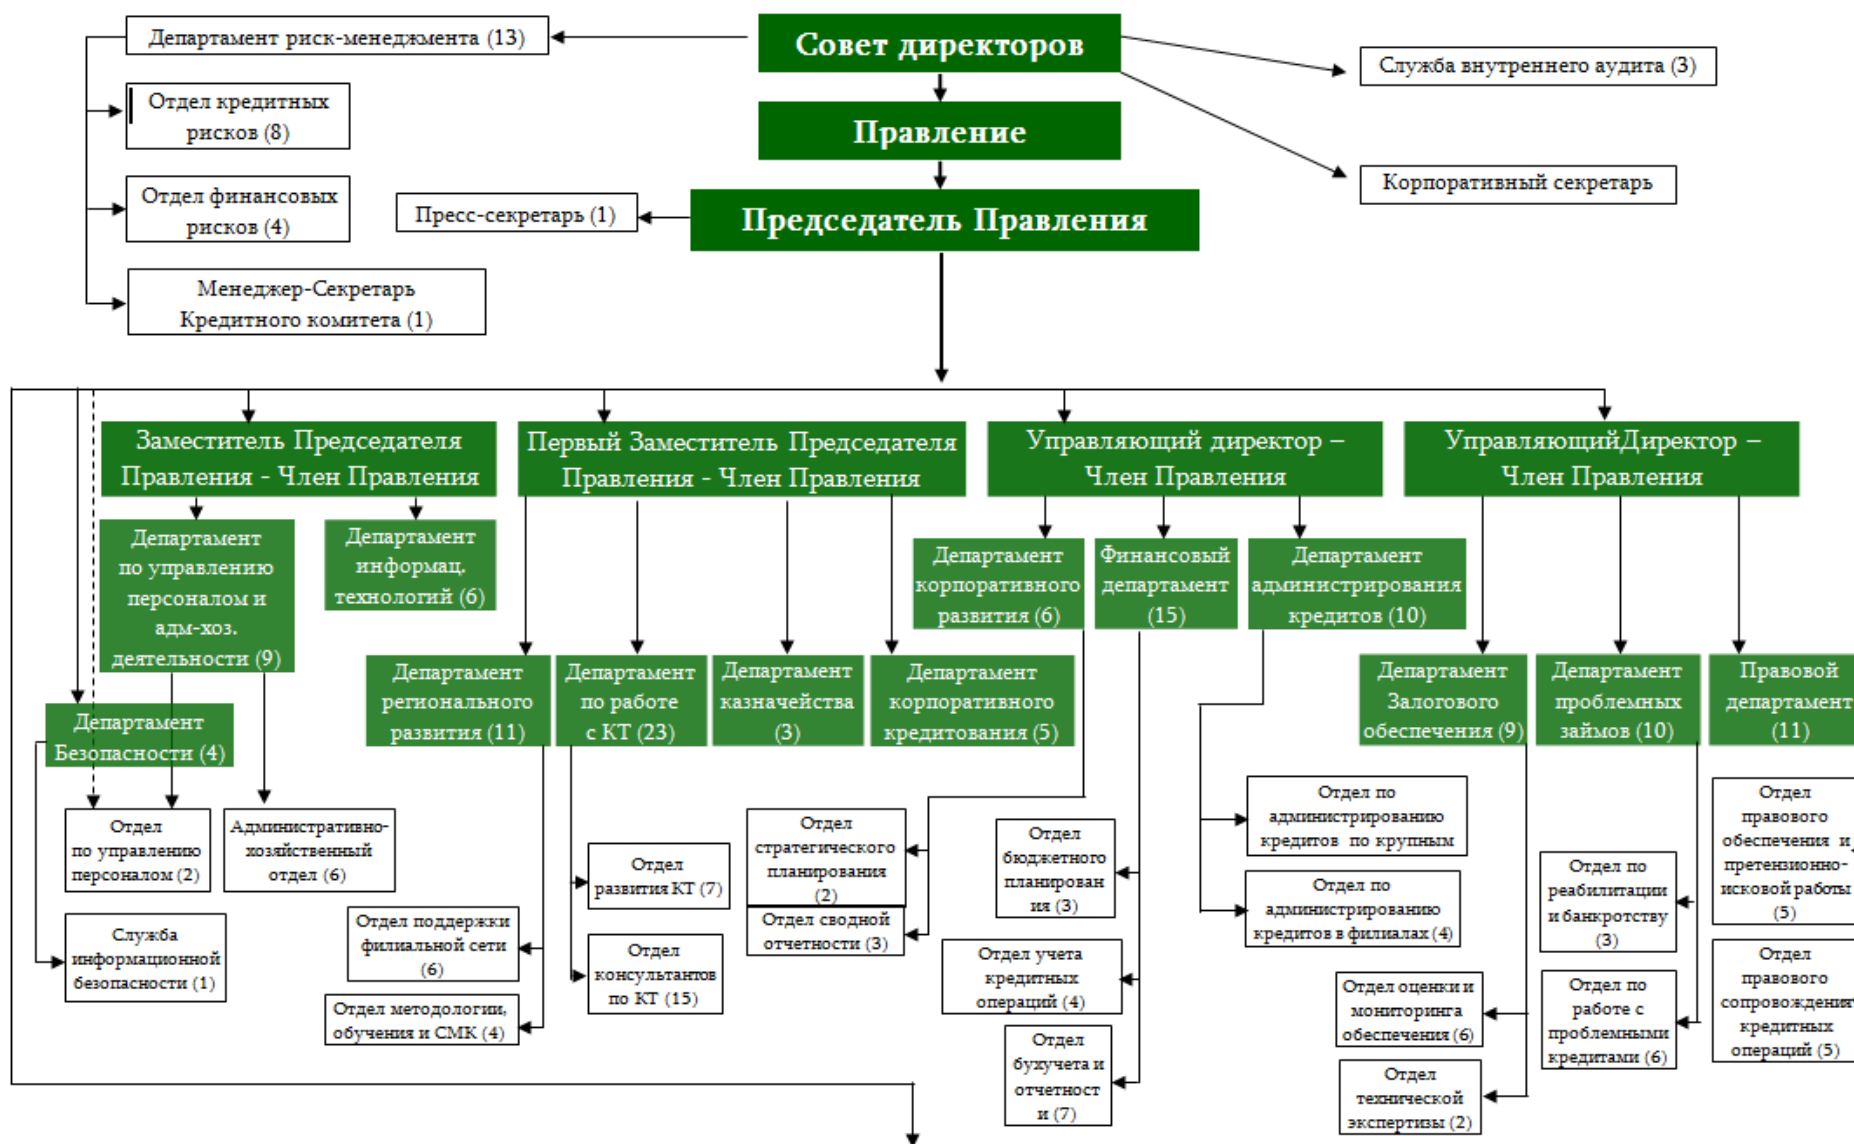 Департамент риск-менеджмента (13)
Совет директоров
Служба внутреннего аудита (3)
Отдел кредитных
рисков (8)
Правление
Корпоративный секретарь
Отдел финансовых
рисков (4)
Пресс-секретарь (1)
Председатель Правления
Менеджер-Секретарь
Кредитного комитета (1)
Заместитель Председателя
Правления - Член Правления
Первый Заместитель Председателя
Правления - Член Правления
Управляющий директор –
Член Правления
УправляющийДиректор –
Член Правления
Департамент
по управлению
персоналом и
адм-хоз.
деятельности (9)
Департамент
информац.
технологий (6)
Департамент
корпоративного
развития (6)
Финансовый
департамент
(15)
Департамент
администрирования
кредитов (10)
Департамент
регионального
развития (11)
Департамент
по работе
с КТ (23)
Департамент
казначейства
(3)
Департамент
корпоративного
кредитования (5)
Департамент
Залогового
обеспечения (9)
Департамент
проблемных
займов (10)
Правовой
департамент
(11)
Департамент
Безопасности (4)
Отдел
по управлению
персоналом (2)
Административно-
хозяйственный
отдел (6)
Отдел
развития КТ (7)
Отдел
стратегического
планирования
(2)
Отдел сводной
отчетности (3)
Отдел
бюджетного
планирован
ия (3)
Отдел по
администрированию
кредитов по крупным
Отдел по
администрированию
кредитов в филиалах (4)
Отдел по
реабилитации
и банкротству
(3)
Отдел
правового
обеспечения и
претензионно-
исковой работы
(5)
Служба
информационной
безопасности (1)
Отдел поддержки
филиальной сети
(6)
Отдел методологии,
обучения и СМК (4)
Отдел
консультантов
по КТ (15)
Отдел учета
кредитных
операций (4)
Отдел
бухучета и
отчетност
и (7)
Отдел оценки и
мониторинга
обеспечения (6)
Отдел
технической
экспертизы (2)
Отдел по
работе с
проблемными
кредитами (6)
Отдел
правового
сопровождения
кредитных
операций (5)